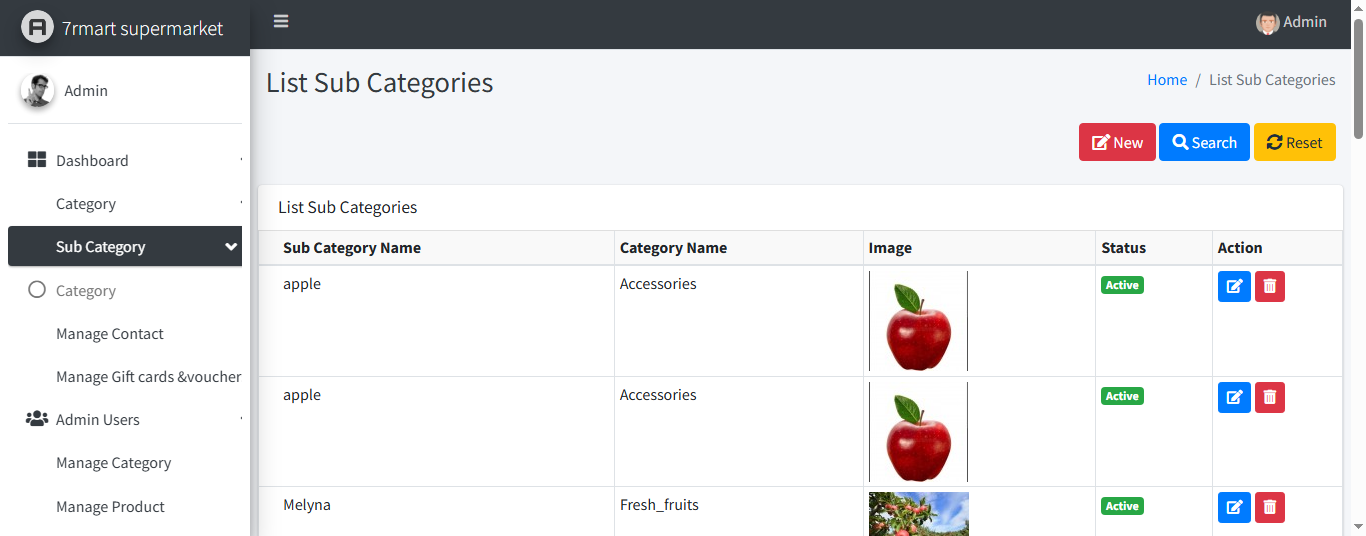 7rmart supermarket
Admin
Admin
Dashboard
Category
Sub Category
Category
Manage Contact
Manage Gift cards &voucher
Admin Users
Manage Category
Manage Product
List Sub Categories
Home / List Sub Categories
New Search Reset
List Sub Categories
Sub Category Name Category Name Image Status Action
apple Accessories Active
apple Accessories Active
Melyna Fresh_fruits Active